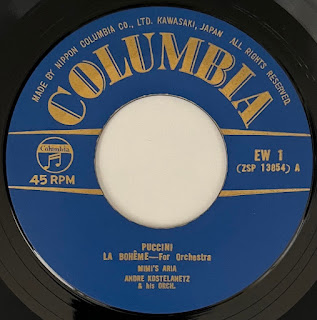 MADE BY NIPPON COLUMBIA CO., LTD. KAWASAKI, JAPAN ALL RIGHTS RESERVED.
COLUMBIA
Columbia
45 RPM
EW 1
(ZSP 13854) A
PUCCINI
LA BOHÈME—For Orchestra
MIMI'S ARIA
ANDRE KOSTELANETZ
& his ORCH.